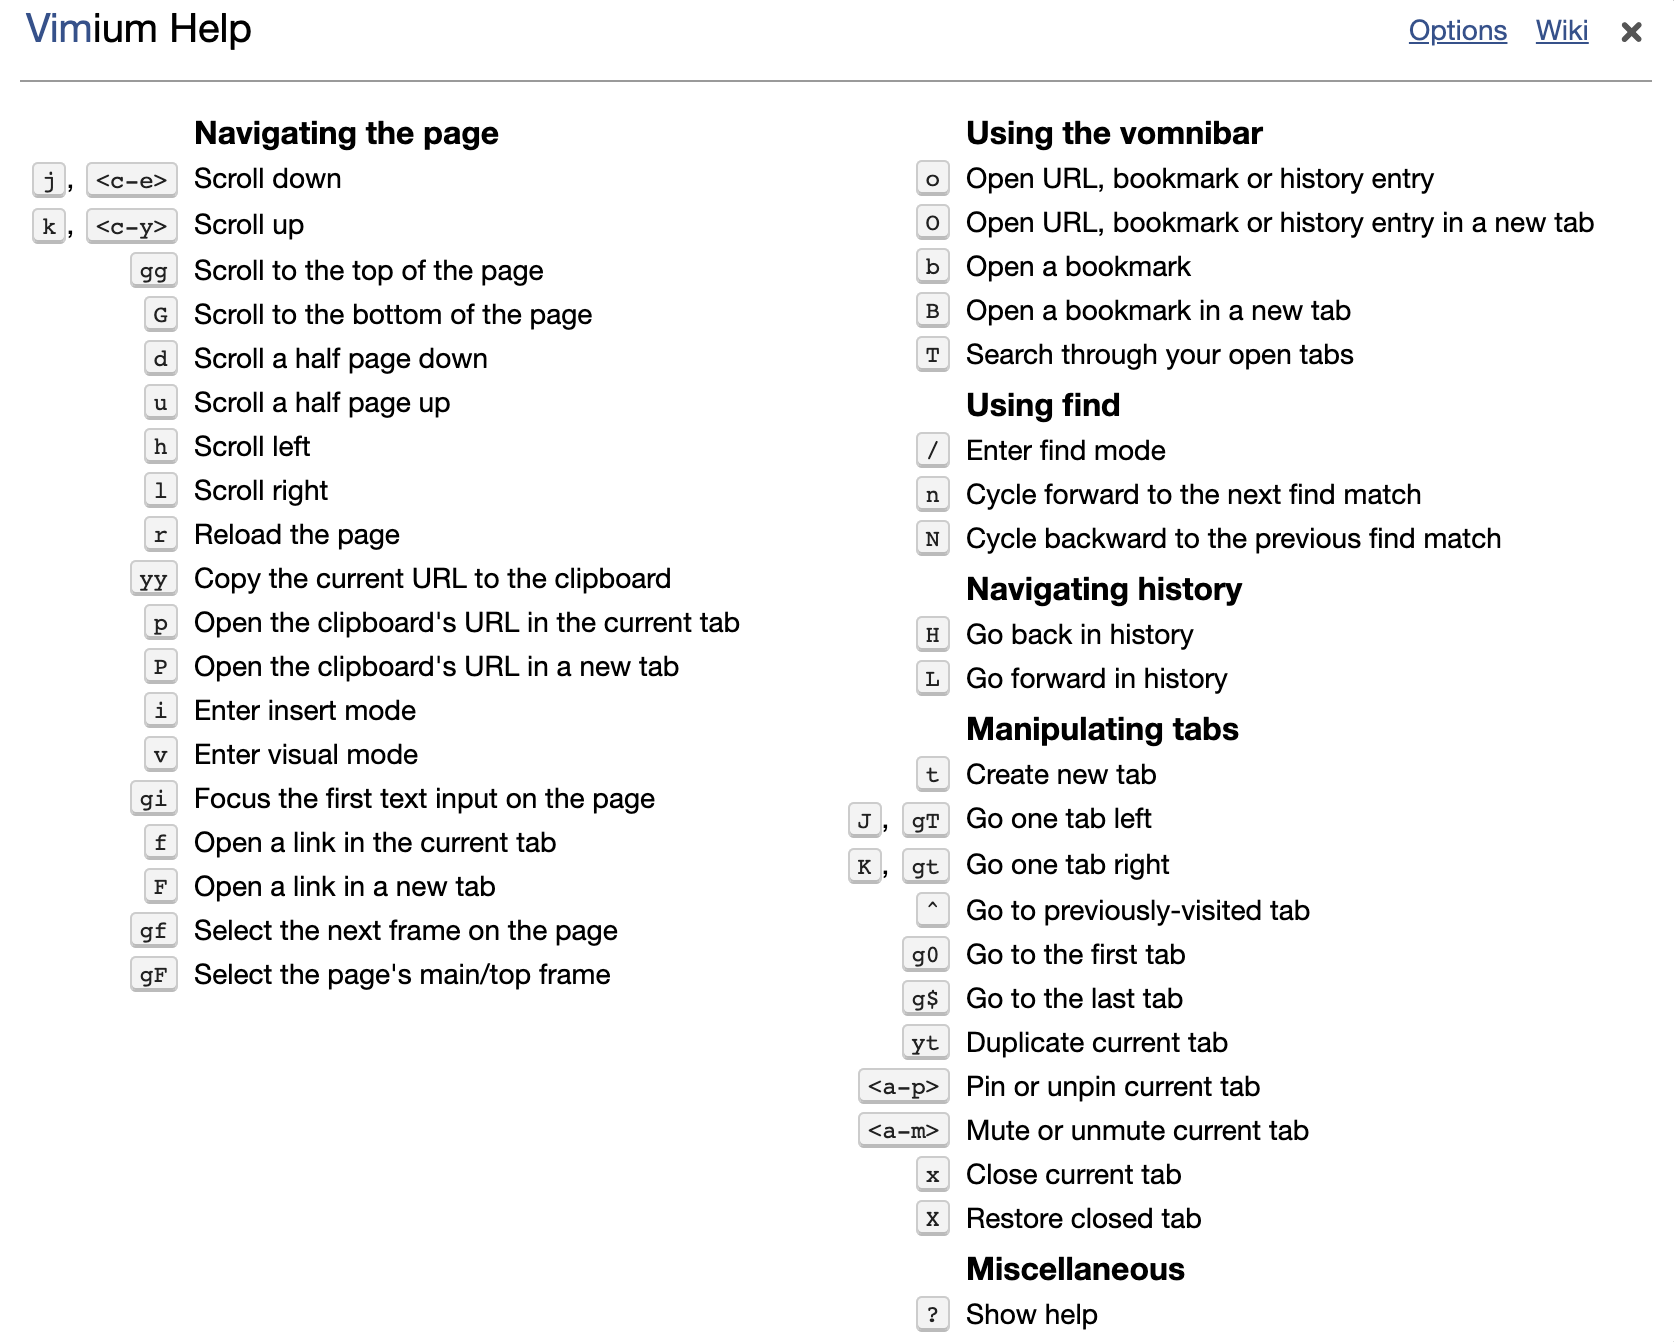 Vimium Help
Options Wiki ×
Navigating the page
j, <c-e> Scroll down
k, <c-y> Scroll up
gg Scroll to the top of the page
G Scroll to the bottom of the page
d Scroll a half page down
u Scroll a half page up
h Scroll left
l Scroll right
r Reload the page
yy Copy the current URL to the clipboard
p Open the clipboard's URL in the current tab
P Open the clipboard's URL in a new tab
i Enter insert mode
v Enter visual mode
gi Focus the first text input on the page
f Open a link in the current tab
F Open a link in a new tab
gf Select the next frame on the page
gF Select the page's main/top frame
Using the vomnibar
o Open URL, bookmark or history entry
O Open URL, bookmark or history entry in a new tab
b Open a bookmark
B Open a bookmark in a new tab
T Search through your open tabs
Using find
/ Enter find mode
n Cycle forward to the next find match
N Cycle backward to the previous find match
Navigating history
H Go back in history
L Go forward in history
Manipulating tabs
t Create new tab
J, gT Go one tab left
K, gt Go one tab right
^ Go to previously-visited tab
g0 Go to the first tab
g$ Go to the last tab
yt Duplicate current tab
<a-p> Pin or unpin current tab
<a-m> Mute or unmute current tab
x Close current tab
X Restore closed tab
Miscellaneous
? Show help